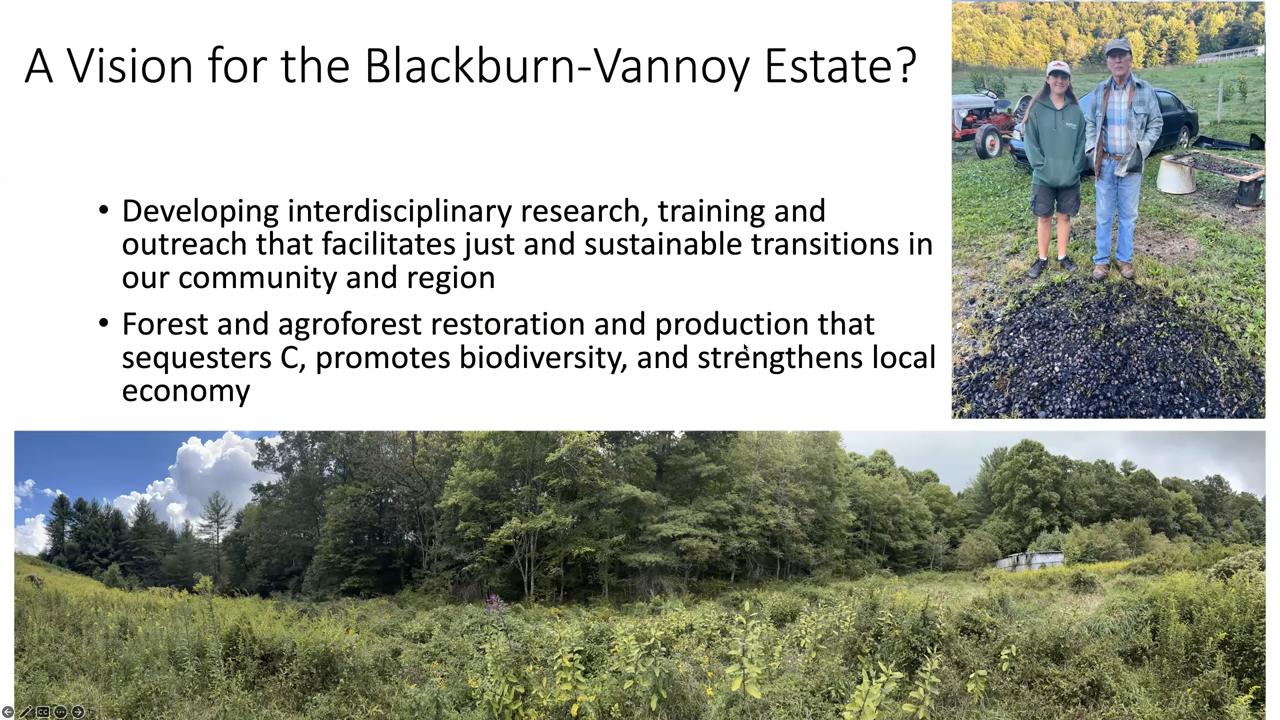 A Vision for the Blackburn-Vannoy Estate?
• Developing interdisciplinary research, training and
outreach that facilitates just and sustainable transitions in
our community and region
• Forest and agroforest restoration and production that
sequesters C, promotes biodiversity, and strengthens local
economy